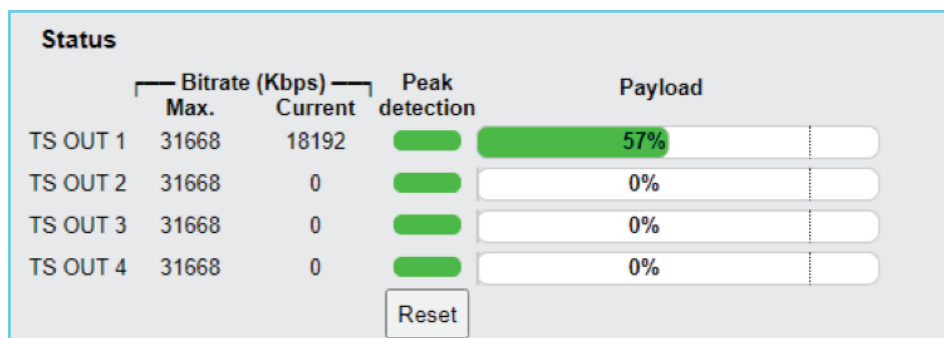 Status
Bitrate (Kbps) Peak Payload
Max. Current detection
TS OUT 1 31668 18192 57%
TS OUT 2 31668 0 0%
TS OUT 3 31668 0 0%
TS OUT 4 31668 0 0%
Reset